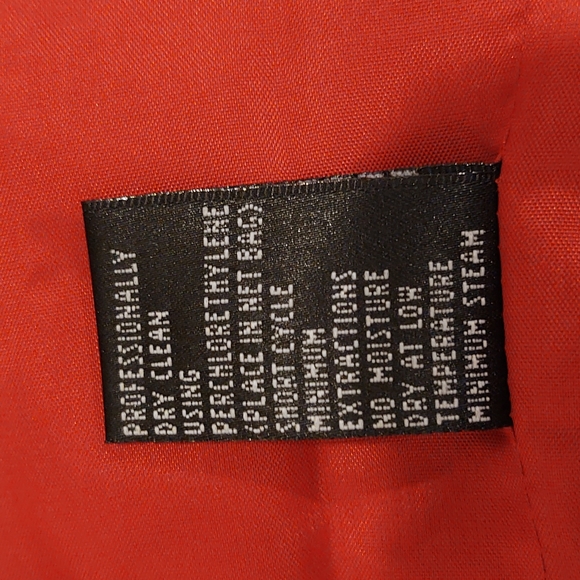 PROFESSIONALLY
DRY CLEAN
USING
PERCHLORETHYLENE
(PLACE IN NET BAG)
SHORT CYCLE
MINIMUM
EXTRACTIONS
NO MOISTURE
DRY AT LOW
TEMPERATURE
MINIMUM STEAM